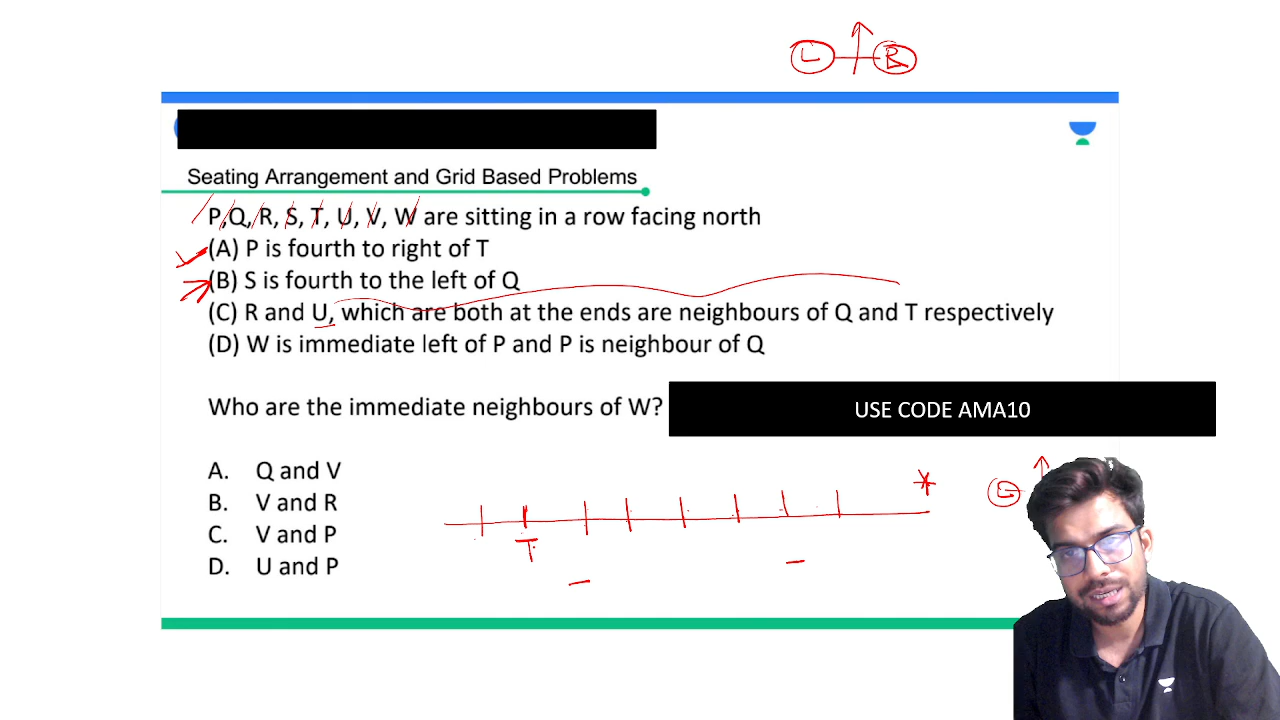 L R
Seating Arrangement and Grid Based Problems
P,Q, R, S, T, U, V, W are sitting in a row facing north
(A) P is fourth to right of T
(B) S is fourth to the left of Q
(C) R and U, which are both at the ends are neighbours of Q and T respectively
(D) W is immediate left of P and P is neighbour of Q
Who are the immediate neighbours of W?
USE CODE AMA10
A. Q and V
B. V and R
C. V and P
D. U and P
T